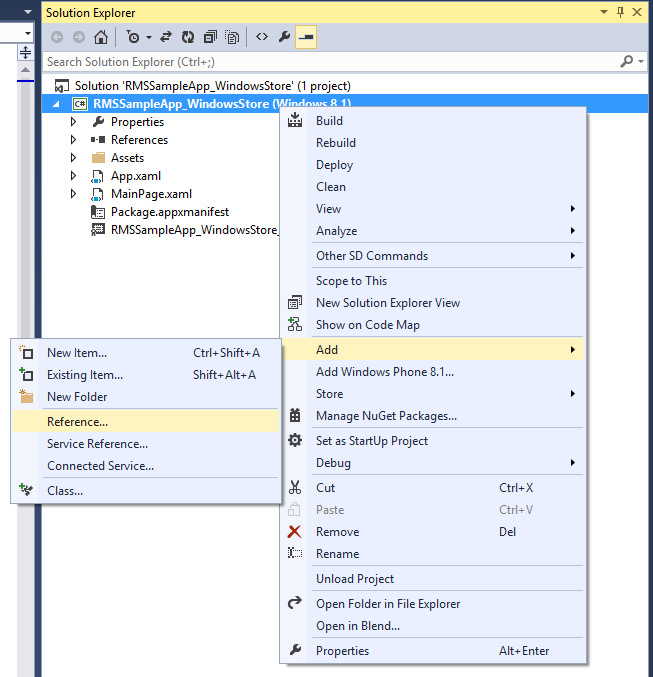 Solution Explorer
Search Solution Explorer (Ctrl+;)
Solution 'RMSSampleApp_WindowsStore' (1 project)
C# RMSSampleApp_WindowsStore (Windows 8.1)
Properties
References
Assets
App.xaml
MainPage.xaml
Package.appxmanifest
RMSSampleApp_WindowsStore_
Build
Rebuild
Deploy
Clean
View
Analyze
Other SD Commands
Scope to This
New Solution Explorer View
Show on Code Map
Add
Add Windows Phone 8.1...
Store
Manage NuGet Packages...
Set as StartUp Project
Debug
Cut Ctrl+X
Paste Ctrl+V
Remove Del
Rename
Unload Project
Open Folder in File Explorer
Open in Blend...
Properties Alt+Enter
New Item... Ctrl+Shift+A
Existing Item... Shift+Alt+A
New Folder
Reference...
Service Reference...
Connected Service...
Class...